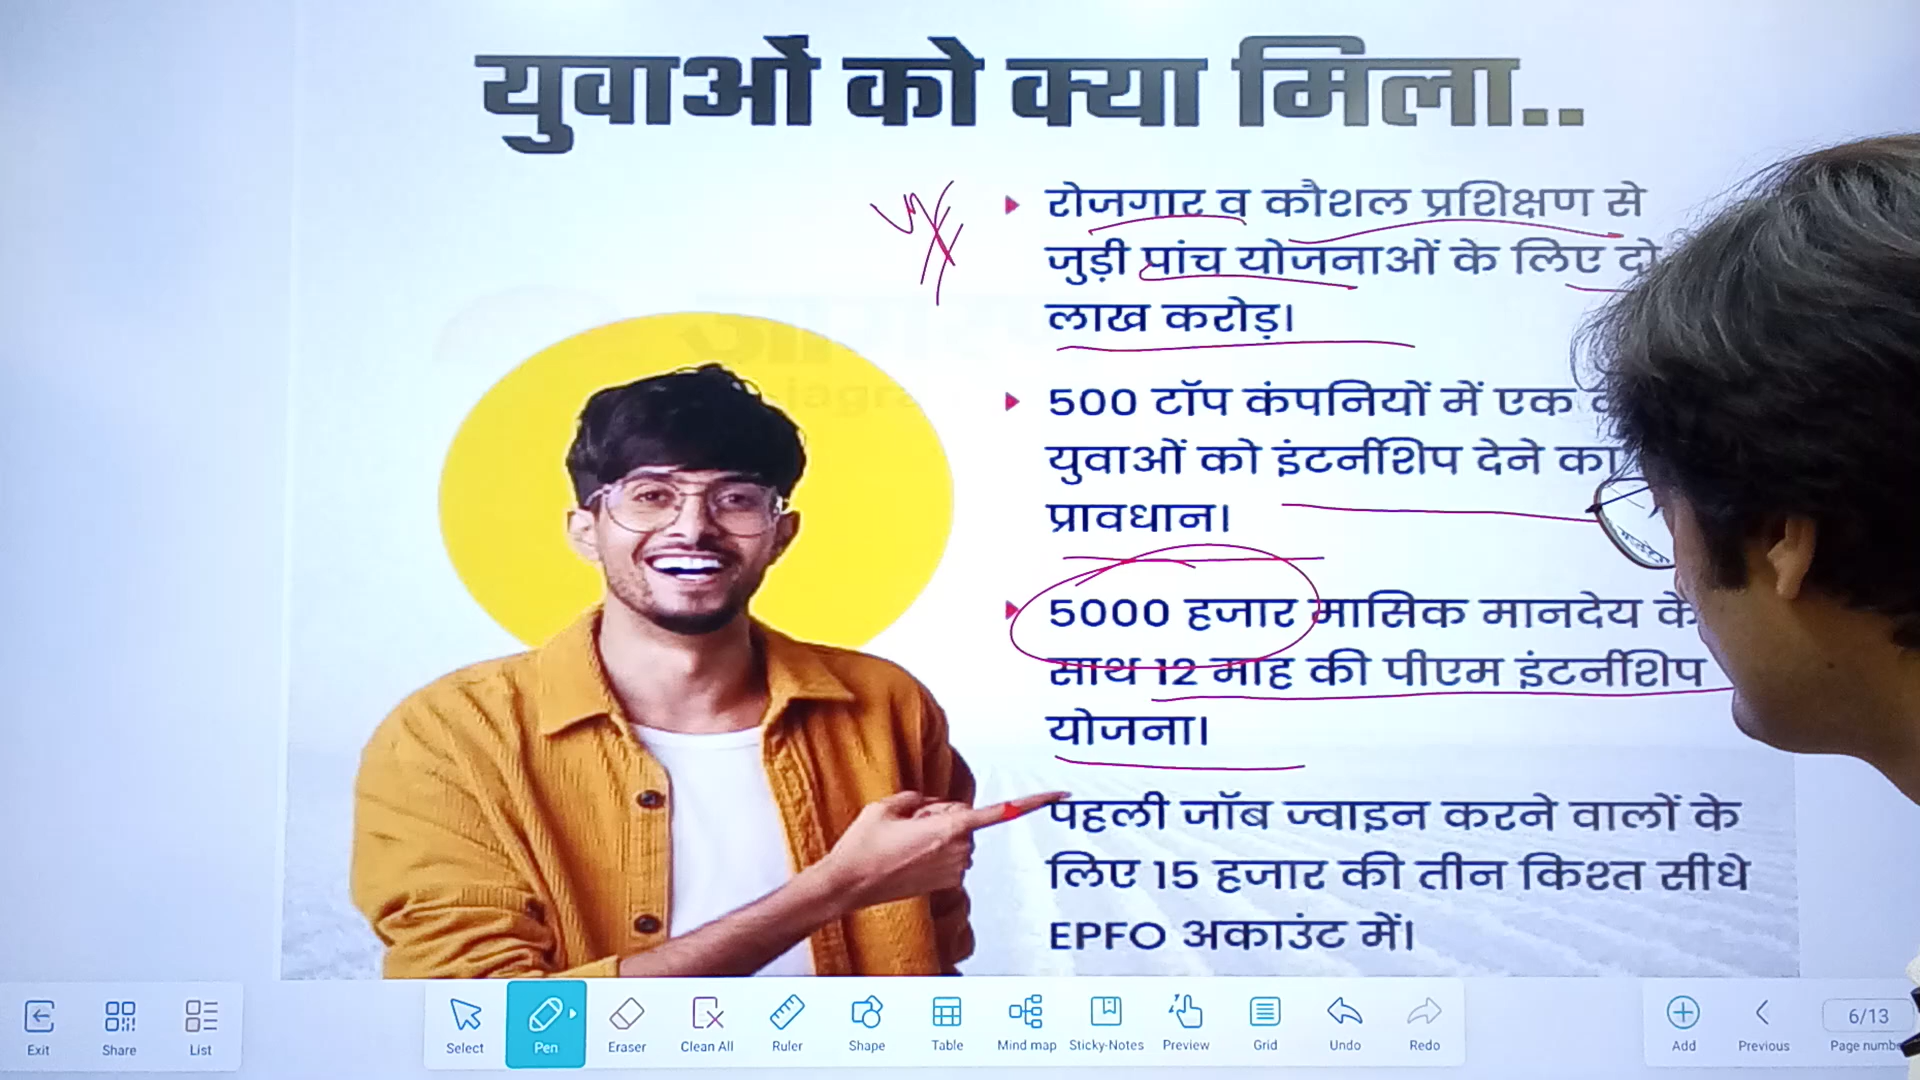 युवाओं को क्या मिला..
रोजगार व कौशल प्रशिक्षण से
जुड़ी पांच योजनाओं के लिए दो
लाख करोड़।
500 टॉप कंपनियों में एक
युवाओं को इंटर्नशिप देने का
प्रावधान।
5000 हजार मासिक मानदेय के
साथ 12 माह की पीएम इंटर्नशिप
योजना।
पहली जॉब ज्वाइन करने वालों के
लिए 15 हजार की तीन किश्त सीधे
EPFO अकाउंट में।
Exit Share List Select Pen Eraser Clean All Ruler Shape Table Mind map Sticky-Notes Preview Grid Undo Redo Add Previous 6/13